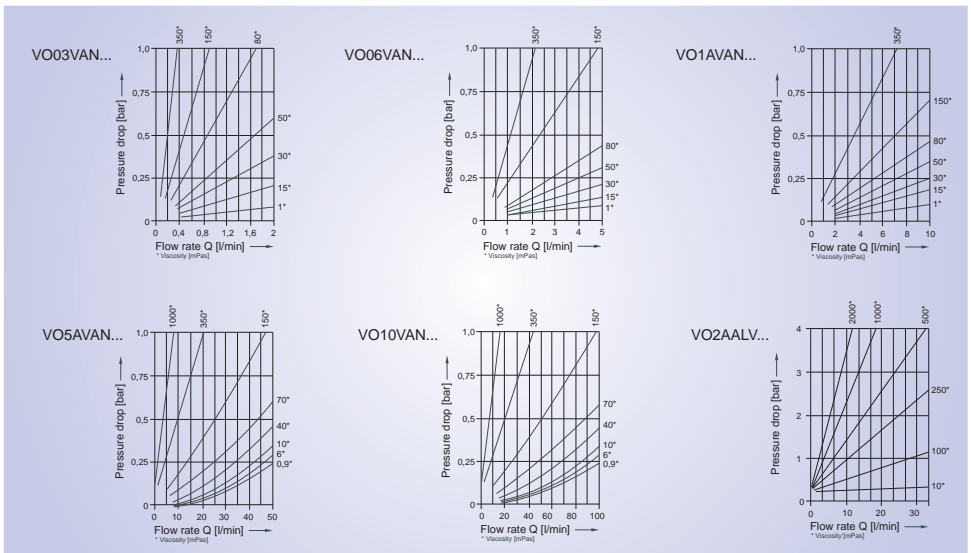 VO03VAN...
350*
150*
80*
1,0
0,75
0,5
0,25
0
Pressure drop [bar]
50*
30*
15*
1*
0 0,4 0,8 1,2 1,6 2
Flow rate Q [l/min]
* Viscosity [mPas]
VO06VAN...
350*
150*
1,0
0,75
0,5
0,25
0
Pressure drop [bar]
80*
50*
30*
15*
1*
0 1 2 3 4 5
Flow rate Q [l/min]
* Viscosity [mPas]
VO1AVAN...
350*
1,0
0,75
0,5
0,25
0
Pressure drop [bar]
150*
80*
50*
30*
15*
1*
0 2 4 6 8 10
Flow rate Q [l/min]
* Viscosity [mPas]
VO5AVAN...
1000*
350*
150*
1,0
0,75
0,5
0,25
0
Pressure drop [bar]
70*
40*
10*
6*
0,9*
0 10 20 30 40 50
Flow rate Q [l/min]
* Viscosity [mPas]
VO10VAN...
1000*
350*
150*
1,0
0,75
0,5
0,25
0
Pressure drop [bar]
100*
40*
10*
6*
0,9*
0 20 40 60 80 100
Flow rate Q [l/min]
* Viscosity [mPas]
VO2AALV...
2000*
1000*
500*
4
3
2
1
0
Pressure drop [bar]
250*
100*
10*
0 10 20 30
Flow rate Q [l/min]
* Viscosity [mPas]